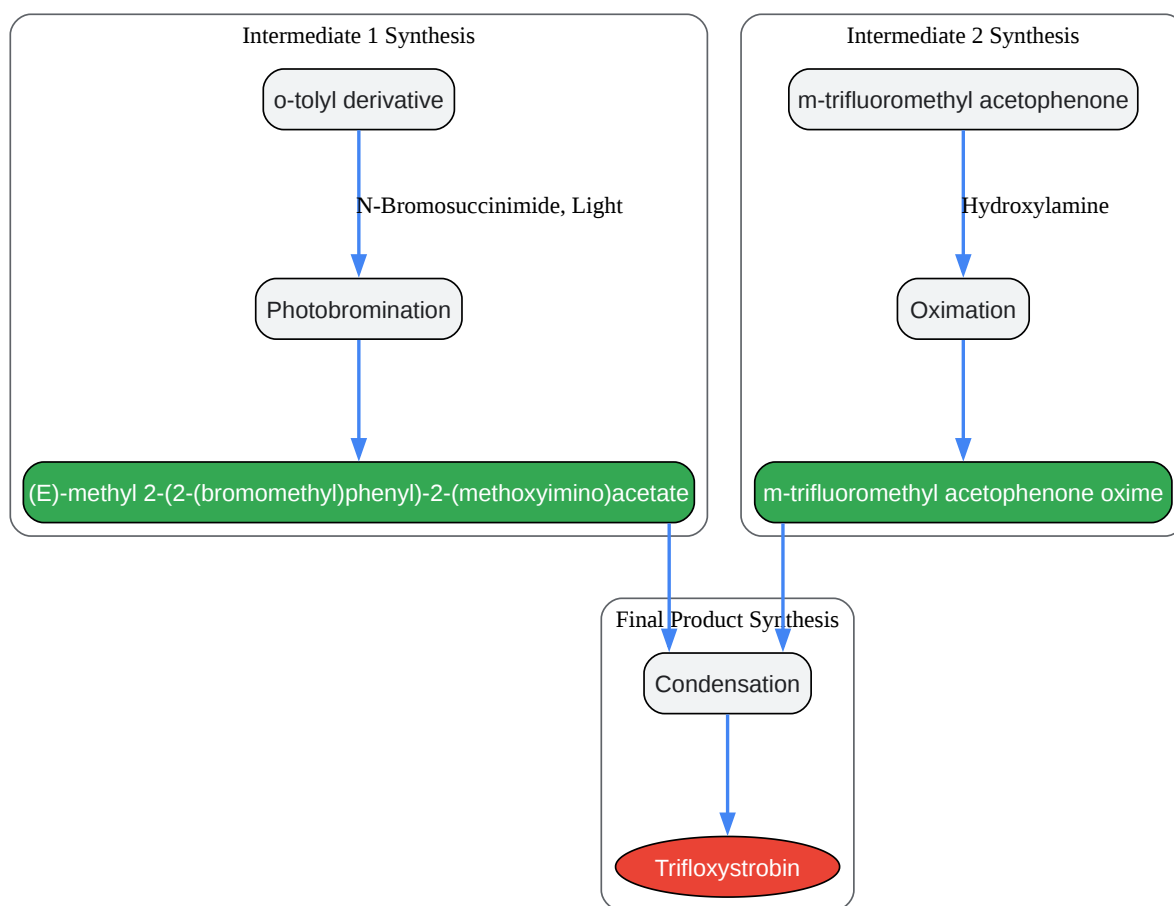 Intermediate 1 Synthesis
o-tolyl derivative
N-Bromosuccinimide, Light
Photobromination
(E)-methyl 2-(2-(bromomethyl)phenyl)-2-(methoxyimino)acetate
Intermediate 2 Synthesis
m-trifluoromethyl acetophenone
Hydroxylamine
Oximation
m-trifluoromethyl acetophenone oxime
Final Product Synthesis
Condensation
Trifloxystrobin